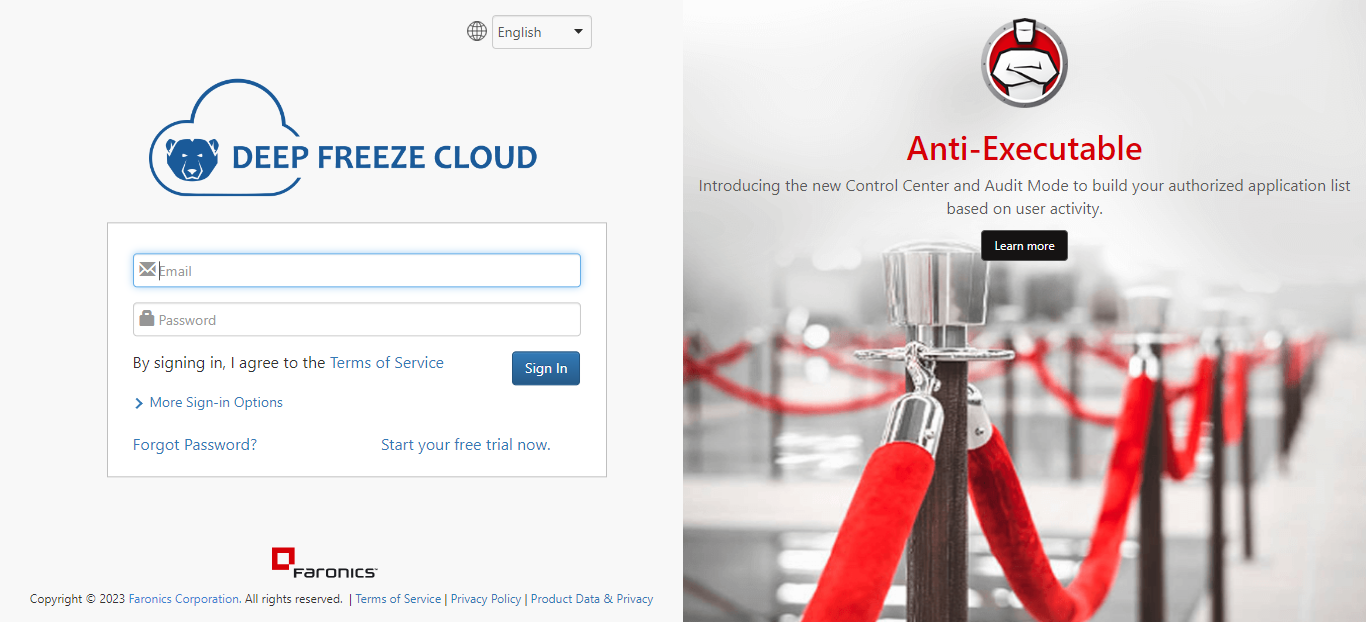 English
DEEP FREEZE CLOUD
Email
Password
By signing in, I agree to the Terms of Service
Sign In
More Sign-in Options
Forgot Password?
Start your free trial now.
FARONICS
Copyright © 2023 Faronics Corporation. All rights reserved. | Terms of Service | Privacy Policy | Product Data & Privacy
Anti-Executable
Introducing the new Control Center and Audit Mode to build your authorized application list
based on user activity.
Learn more